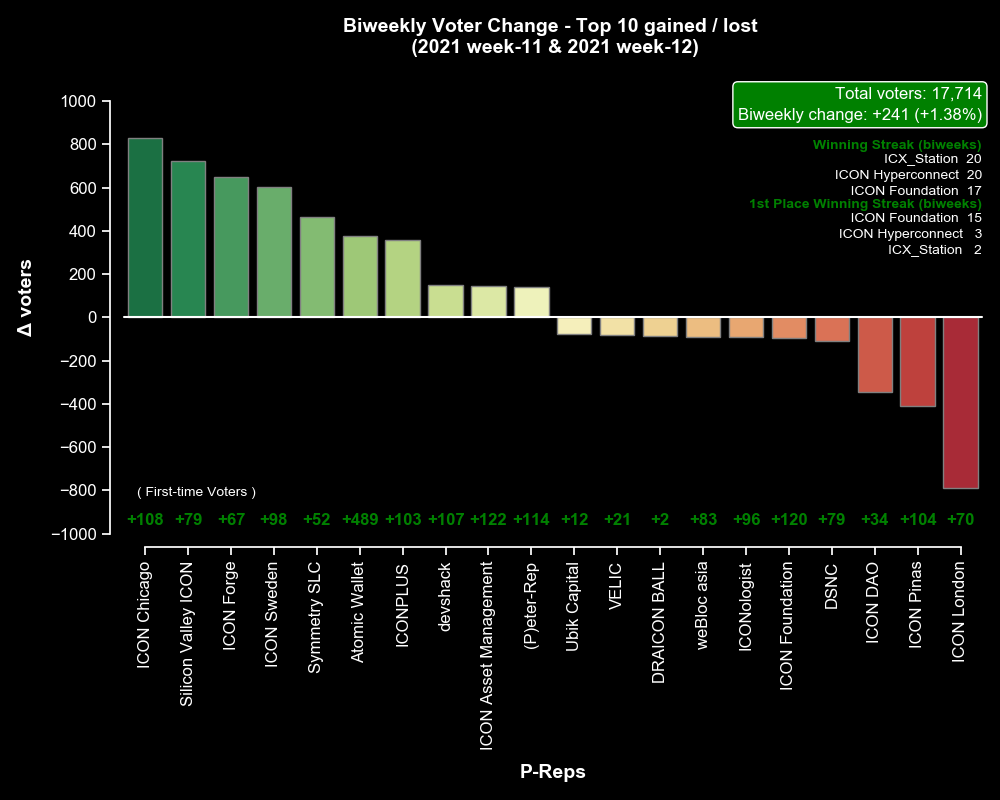 Biweekly Voter Change - Top 10 gained / lost
(2021 week-11 & 2021 week-12)
Total voters: 17,714
Biweekly change: +241 (+1.38%)
Winning Streak (biweeks)
ICX_Station 20
ICON Hyperconnect 20
ICON Foundation 17
1st Place Winning Streak (biweeks)
ICON Foundation 15
ICON Hyperconnect 3
ICX_Station 2
Δ voters
1000
800
600
400
200
0
−200
−400
−600
−800
−1000
( First-time Voters )
+108 +79 +67 +98 +52 +489 +103 +107 +122 +114 +12 +21 +2 +83 +96 +120 +79 +34 +104 +70
ICON Chicago
Silicon Valley ICON
ICON Forge
ICON Sweden
Symmetry SLC
Atomic Wallet
ICONPLUS
devshack
ICON Asset Management
(P)eter-Rep
Ubik Capital
VELIC
DRAICON BALL
weBloc asia
ICONologist
ICON Foundation
DSNC
ICON DAO
ICON Pinas
ICON London
P-Reps